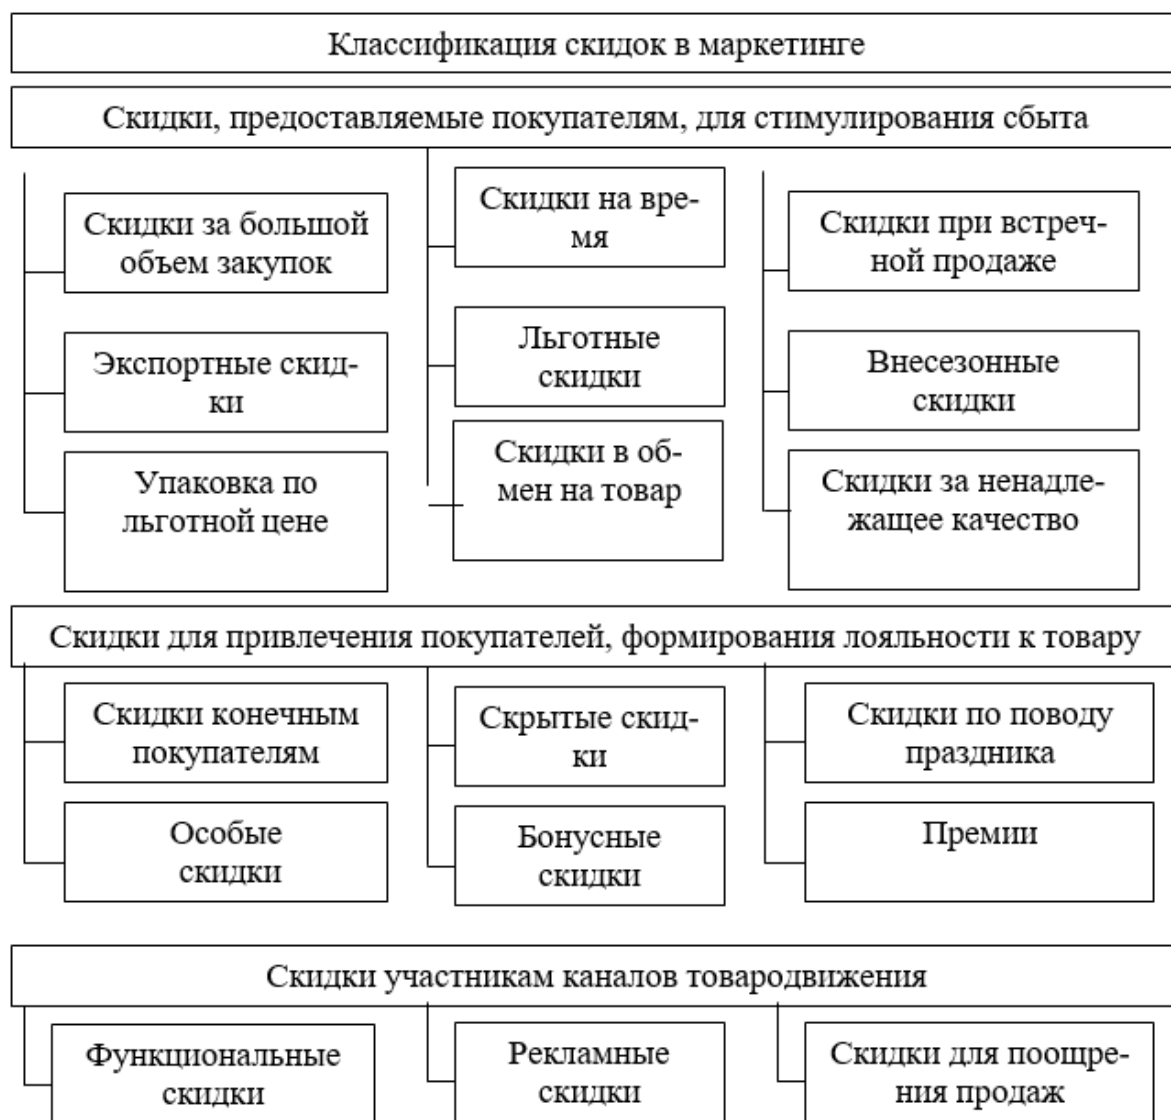 Классификация скидок в маркетинге
Скидки, предоставляемые покупателям, для стимулирования сбыта
Скидки за большой
объем закупок
Скидки на вре-
мя
Скидки при встреч-
ной продаже
Экспортные скид-
ки
Льготные
скидки
Внесезонные
скидки
Упаковка по
льготной цене
Скидки в об-
мен на товар
Скидки за ненадле-
жащее качество
Скидки для привлечения покупателей, формирования лояльности к товару
Скидки конечным
покупателям
Скрытые скид-
ки
Скидки по поводу
праздника
Особые
скидки
Бонусные
скидки
Премии
Скидки участникам каналов товародвижения
Функциональные
скидки
Рекламные
скидки
Скидки для поощре-
ния продаж